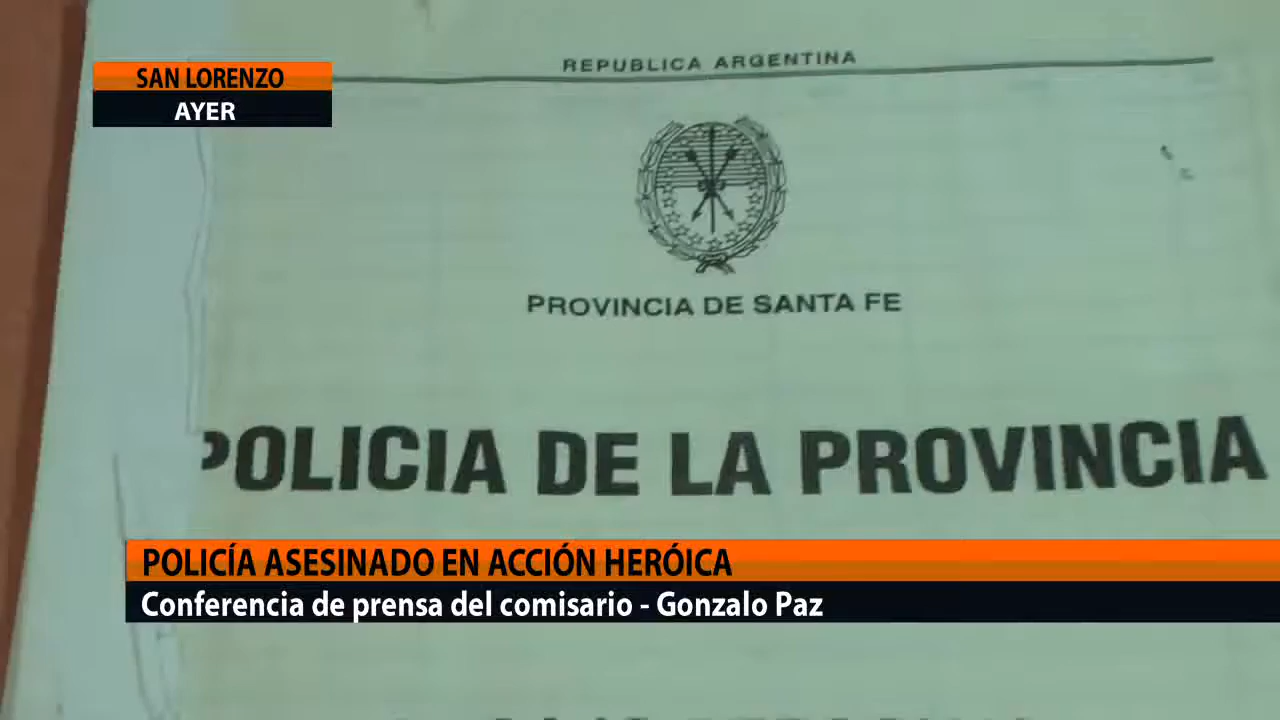 SAN LORENZO
AYER
REPUBLICA ARGENTINA
PROVINCIA DE SANTA FE
POLICIA DE LA PROVINCIA
POLICÍA ASESINADO EN ACCIÓN HERÓICA
Conferencia de prensa del comisario - Gonzalo Paz